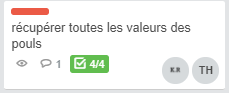 récupérer toutes les valeurs des
pouls
1 4/4
K.R TH